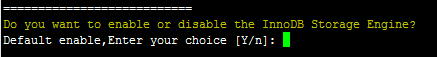 ===========================
Do you want to enable or disable the InnoDB Storage Engine?
Default enable,Enter your choice [Y/n]: